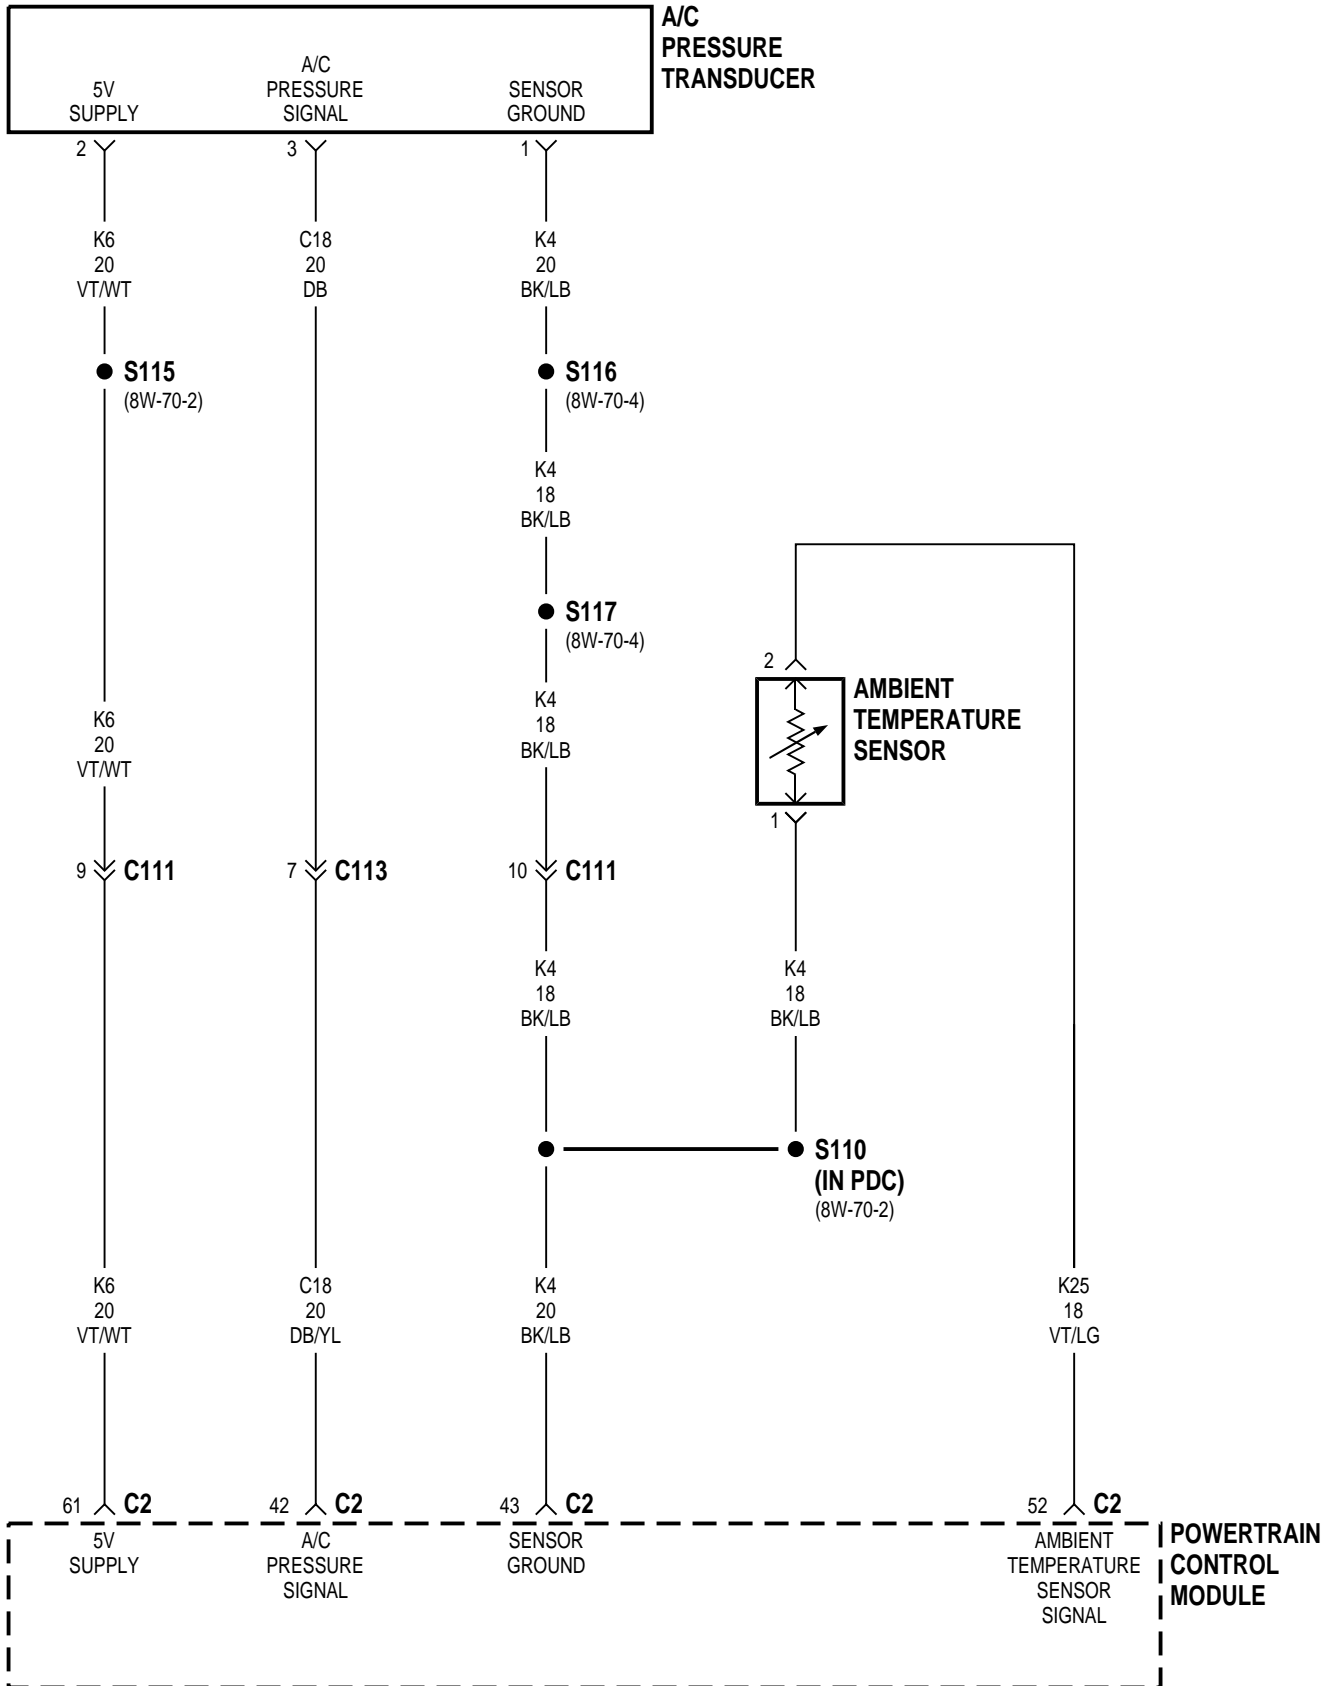 A/C
PRESSURE
TRANSDUCER
5V
SUPPLY
A/C
PRESSURE
SIGNAL
SENSOR
GROUND
2
3
1
K6
20
VT/WT
C18
20
DB
K4
20
BK/LB
S115
(8W-70-2)
S116
(8W-70-4)
K4
18
BK/LB
S117
(8W-70-4)
2
AMBIENT
TEMPERATURE
SENSOR
1
K6
20
VT/WT
K4
18
BK/LB
9 C111
7 C113
10 C111
K4
18
BK/LB
K4
18
BK/LB
S110
(IN PDC)
(8W-70-2)
K6
20
VT/WT
C18
20
DB/YL
K4
20
BK/LB
K25
18
VT/LG
61 C2
42 C2
43 C2
52 C2
5V
SUPPLY
A/C
PRESSURE
SIGNAL
SENSOR
GROUND
AMBIENT
TEMPERATURE
SENSOR
SIGNAL
POWERTRAIN
CONTROL
MODULE